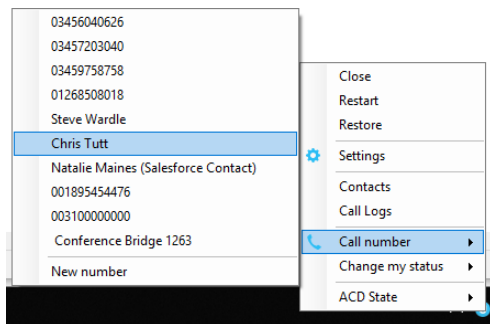 03456040626
03457203040
03459758758
01268508018
Steve Wardle
Chris Tutt
Natalie Maines (Salesforce Contact)
001895454476
003100000000
Conference Bridge 1263
New number
Close
Restart
Restore
Settings
Contacts
Call Logs
Call number
Change my status
ACD State